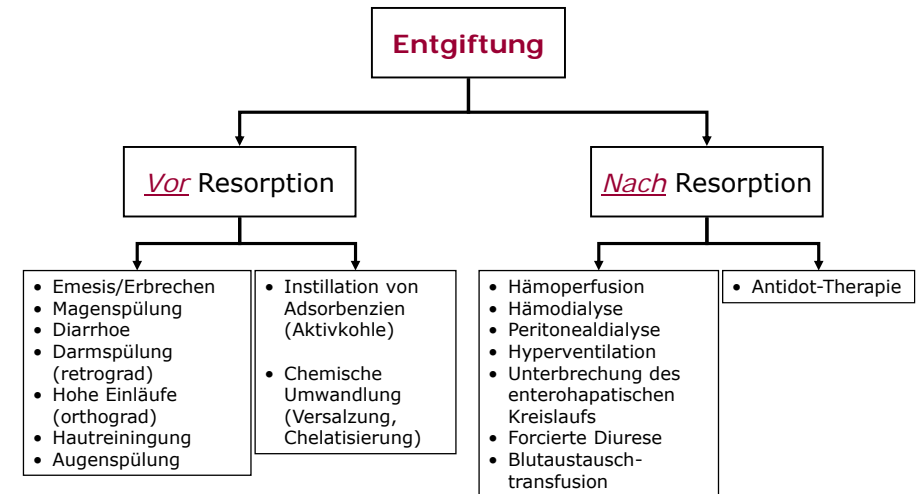 Entgiftung
Vor Resorption
Nach Resorption
• Emesis/Erbrechen
• Magenspülung
• Diarrhoe
• Darmspülung
(retrograd)
• Hohe Einläufe
(orthograd)
• Hautreiningung
• Augenspülung
• Instillation von
Adsorbenzien
(Aktivkohle)
• Chemische
Umwandlung
(Versalzung,
Chelatisierung)
• Hämoperfusion
• Hämodialyse
• Peritonealdialyse
• Hyperventilation
• Unterbrechung des
enterohapatischen
Kreislaufs
• Forcierte Diurese
• Blutaustausch-
transfusion
• Antidot-Therapie